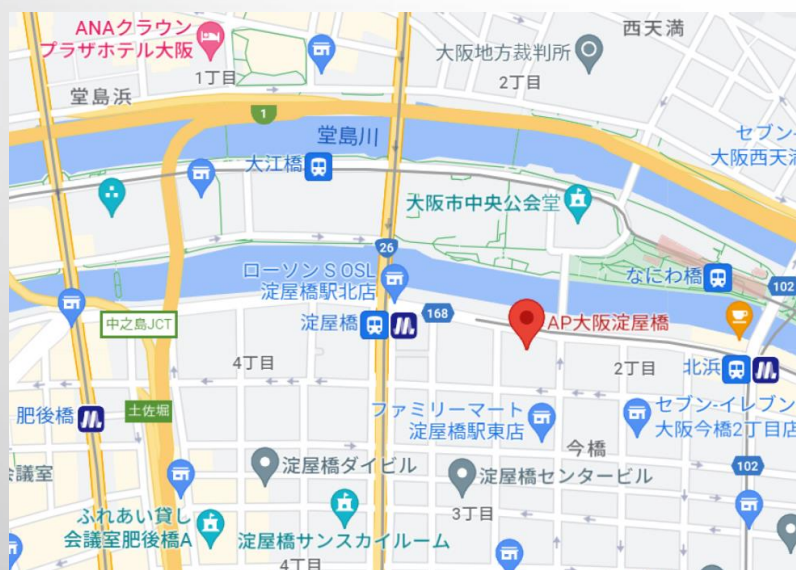 ANAクラウン
プラザホテル大阪
西天満
大阪地方裁判所
1丁目
2丁目
堂島浜
1
堂島川
セブン-イ
大阪西天満
大江橋
大阪市中央公会堂
26
ローソン S OSL
淀屋橋駅北店
なにわ橋
102
中之島JCT
淀屋橋
168
AP大阪淀屋橋
4丁目
2丁目
北浜
肥後橋
土佐堀
ファミリーマート
淀屋橋駅東店
セブン-イレブン
大阪今橋2丁目店
今橋
会議室
淀屋橋ダイビル
淀屋橋センタービル
102
3丁目
ふれあい貸し
会議室肥後橋A
淀屋橋サンスカイルーム
4丁目